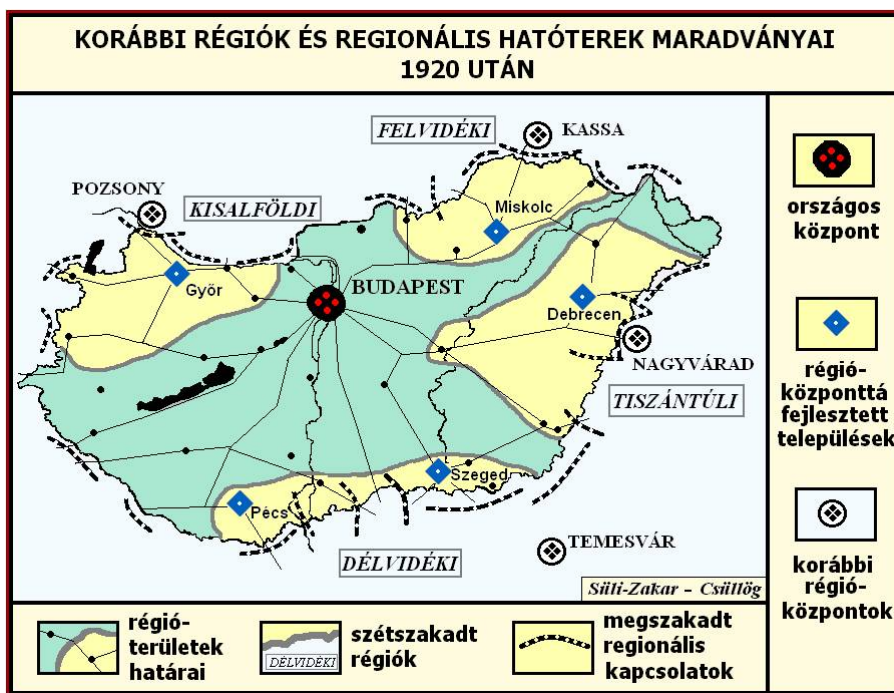 KORÁBBI RÉGIÓK ÉS REGIONÁLIS HATÓTEREK MARADVÁNYAI
1920 UTÁN
FELVIDÉKI
KASSA
POZSONY
KISALFÖLDI
Miskolc
Győr
BUDAPEST
Debrecen
NAGYVÁRAD
TISZÁNTÚLI
Szeged
Pécs
DÉLVIDÉKI
TEMESVÁR
Süli-Zakar - Csüllög
országos
központ
régió-
központtá
fejlesztett
települések
korábbi
régió-
központok
régió-
területek
határai
DÉLVIDÉKI
szétszakadt
régiók
megszakadt
regionális
kapcsolatok